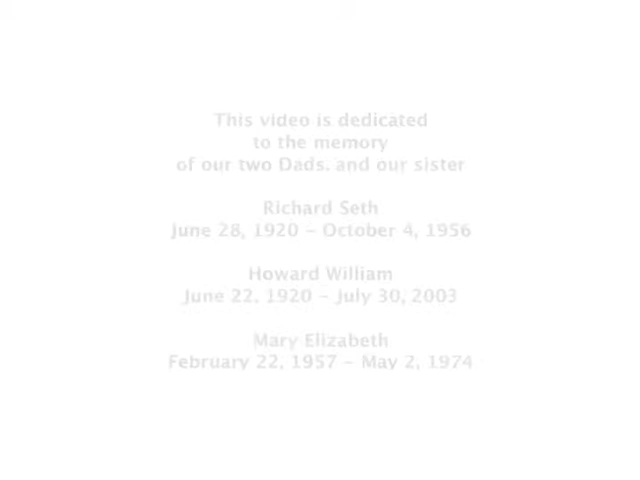 This video is dedicated
to the memory
of our two Dads. and our sister
Richard Seth
June 28, 1920 - October 4, 1956
Howard William
June 22, 1920 - July 30, 2003
Mary Elizabeth
February 22, 1957 - May 2, 1974